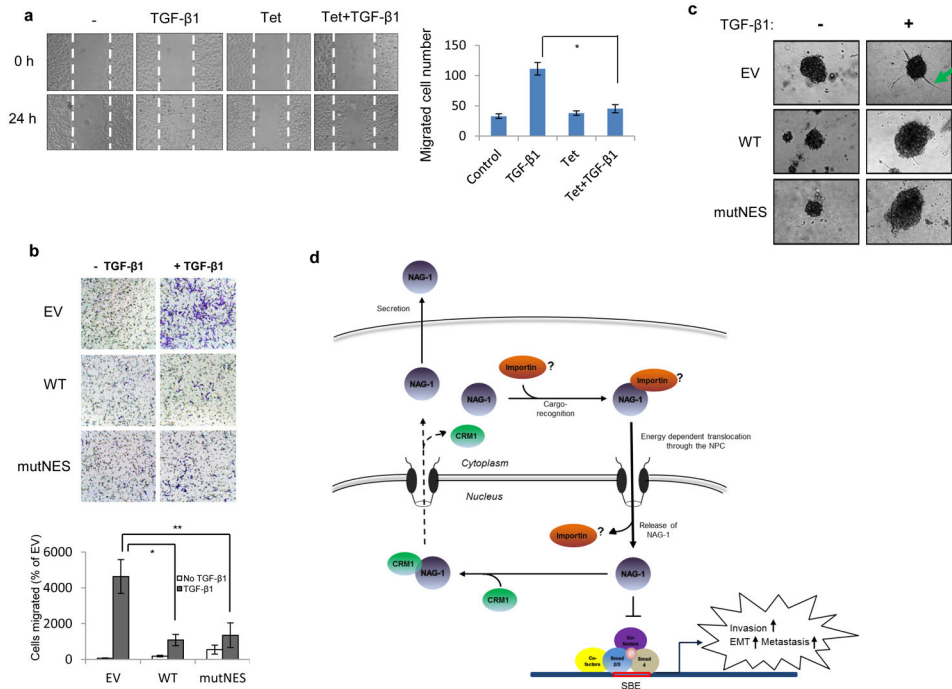 a
- TGF-β1 Tet Tet+TGF-β1
0 h
24 h
Migrated cell number
150
100
50
0
*
Control
TGF-β1
Tet
Tet+TGF-β1
c
TGF-β1: - +
EV
WT
mutNES
b
- TGF-β1 + TGF-β1
EV
WT
mutNES
Cells migrated (% of EV)
6000
4000
2000
0
**
*
No TGF-β1
TGF-β1
EV WT mutNES
d
NAG-1
Secretion
NAG-1
NAG-1
Importin ?
Cargo-
recognition
Importin ?
NAG-1
CRM1
Energy dependent translocation
through the NPC
Cytoplasm
Nucleus
Importin ?
Release of
NAG-1
CRM1
NAG-1
CRM1
NAG-1
Co-
factors
Co-
factors
Smad
2/3
Smad
4
SBE
Invasion
EMT Metastasis